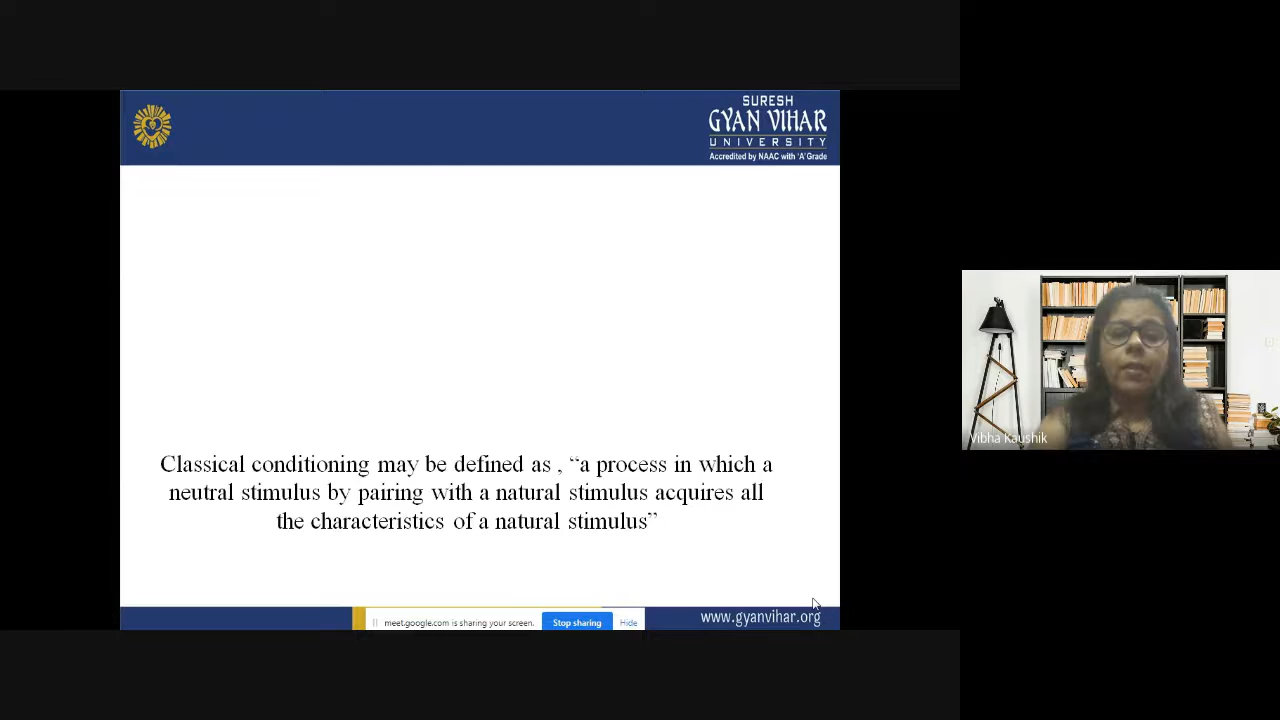 SURESH
GYAN VIHAR
UNIVERSITY
Accredited by NAAC with 'A' Grade
Vibha Kaushik
Classical conditioning may be defined as , “a process in which a
neutral stimulus by pairing with a natural stimulus acquires all
the characteristics of a natural stimulus”
meet.google.com is sharing your screen.
Stop sharing
Hide
www.gyanvihar.org